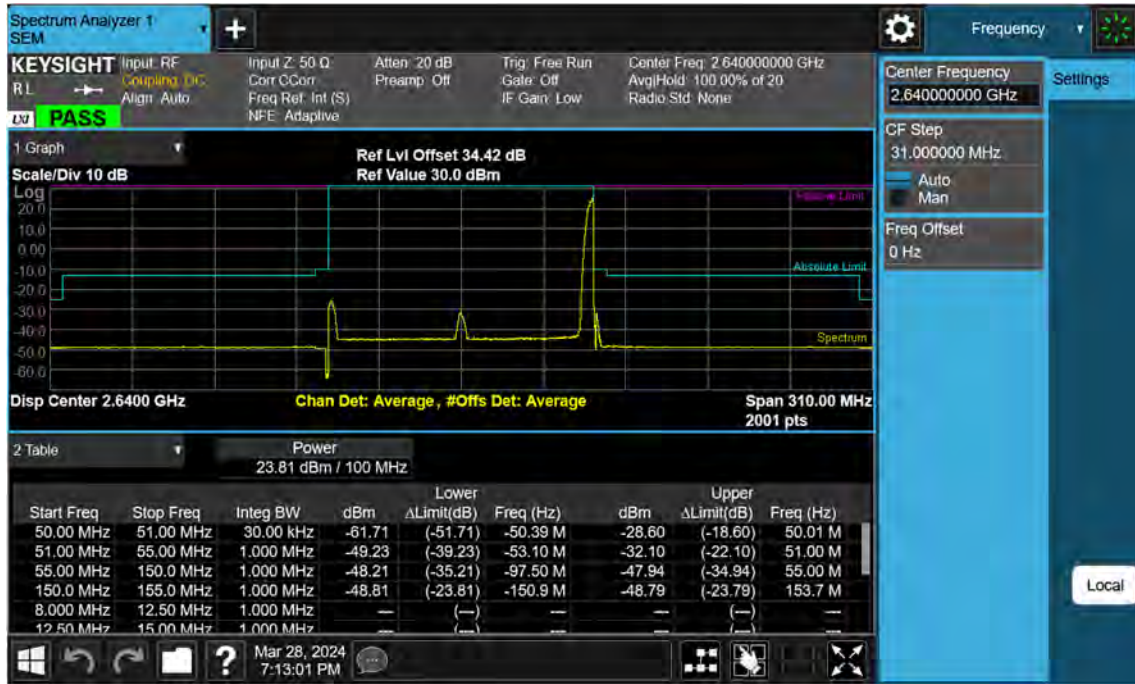 Spectrum Analyzer 1
SEM
+
Frequency
KEYSIGHT
RL
LXI
PASS
Input: RF
Coupling: DC
Align: Auto
Input Z: 50 Ω
Corr CCorr
Freq Ref: Int (S)
NFE: Adaptive
Atten: 20 dB
Preamp: Off
Trig: Free Run
Gate: Off
IF Gain: Low
Center Freq: 2.640000000 GHz
Avg|Hold: 100.00% of 20
Radio Std: None
Center Frequency
2.640000000 GHz
Settings
CF Step
31.000000 MHz
Auto
Man
Freq Offset
0 Hz
Local
1 Graph
Scale/Div 10 dB
Ref Lvl Offset 34.42 dB
Ref Value 30.0 dBm
Log
20.0
10.0
0.00
-10.0
-20.0
-30.0
-40.0
-50.0
-60.0
Relative Limit
Absolute Limit
Spectrum
Disp Center 2.6400 GHz
Chan Det: Average , #Offs Det: Average
Span 310.00 MHz
2001 pts
2 Table
Power
23.81 dBm / 100 MHz
Lower Upper
Start Freq Stop Freq Integ BW dBm ΔLimit(dB) Freq (Hz) dBm ΔLimit(dB) Freq (Hz)
50.00 MHz 51.00 MHz 30.00 kHz -61.71 (-51.71) -50.39 M -28.60 (-18.60) 50.01 M
51.00 MHz 55.00 MHz 1.000 MHz -49.23 (-39.23) -53.10 M -32.10 (-22.10) 51.00 M
55.00 MHz 150.0 MHz 1.000 MHz -48.21 (-35.21) -97.50 M -47.94 (-34.94) 55.00 M
150.0 MHz 155.0 MHz 1.000 MHz -48.81 (-23.81) -150.9 M -48.79 (-23.79) 153.7 M
8.000 MHz 12.50 MHz 1.000 MHz — (—) — — (—) —
12.50 MHz 15.00 MHz 1.000 MHz — (—) — — (—) —
?
Mar 28, 2024
7:13:01 PM